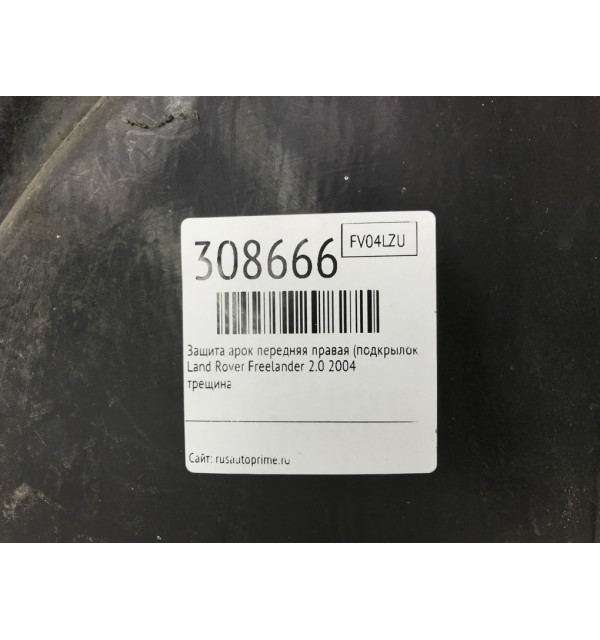 308666
FV04LZU
Защита арок передняя правая (подкрылок
Land Rover Freelander 2.0 2004
трещина
Сайт: rusautoprime.ru